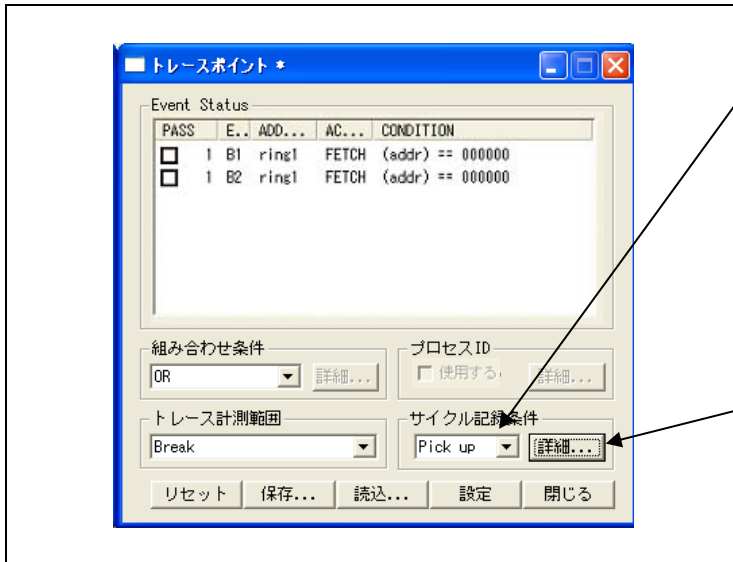 トレースポイント *
Event Status
PASS E.. ADD... AC... CONDITION
1 B1 ring1 FETCH (addr) == 000000
1 B2 ring1 FETCH (addr) == 000000
組み合わせ条件
OR 詳細...
プロセスID
使用する 詳細...
トレース計測範囲
Break
サイクル記録条件
Pick up 詳細...
リセット 保存... 読込... 設定 閉じる